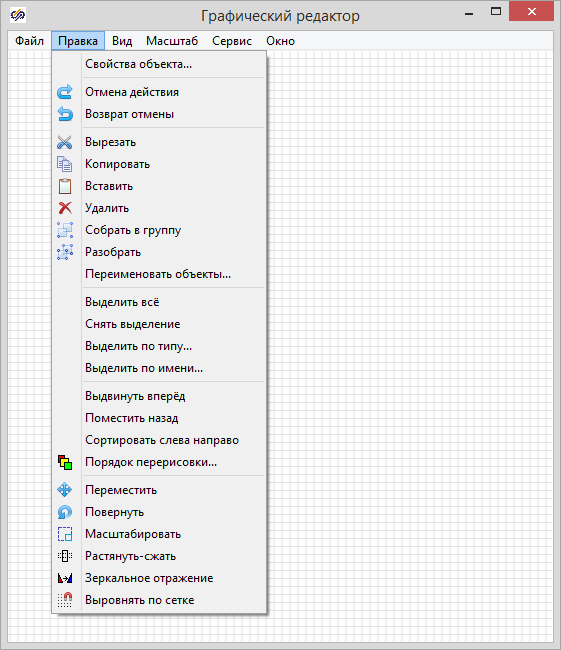 Графический редактор
Файл Правка Вид Масштаб Сервис Окно
Свойства объекта...
Отмена действия
Возврат отмены
Вырезать
Копировать
Вставить
Удалить
Собрать в группу
Разобрать
Переименовать объекты...
Выделить всё
Снять выделение
Выделить по типу...
Выделить по имени...
Выдвинуть вперёд
Поместить назад
Сортировать слева направо
Порядок перерисовки...
Переместить
Повернуть
Масштабировать
Растянуть-сжать
Зеркальное отражение
Выровнять по сетке